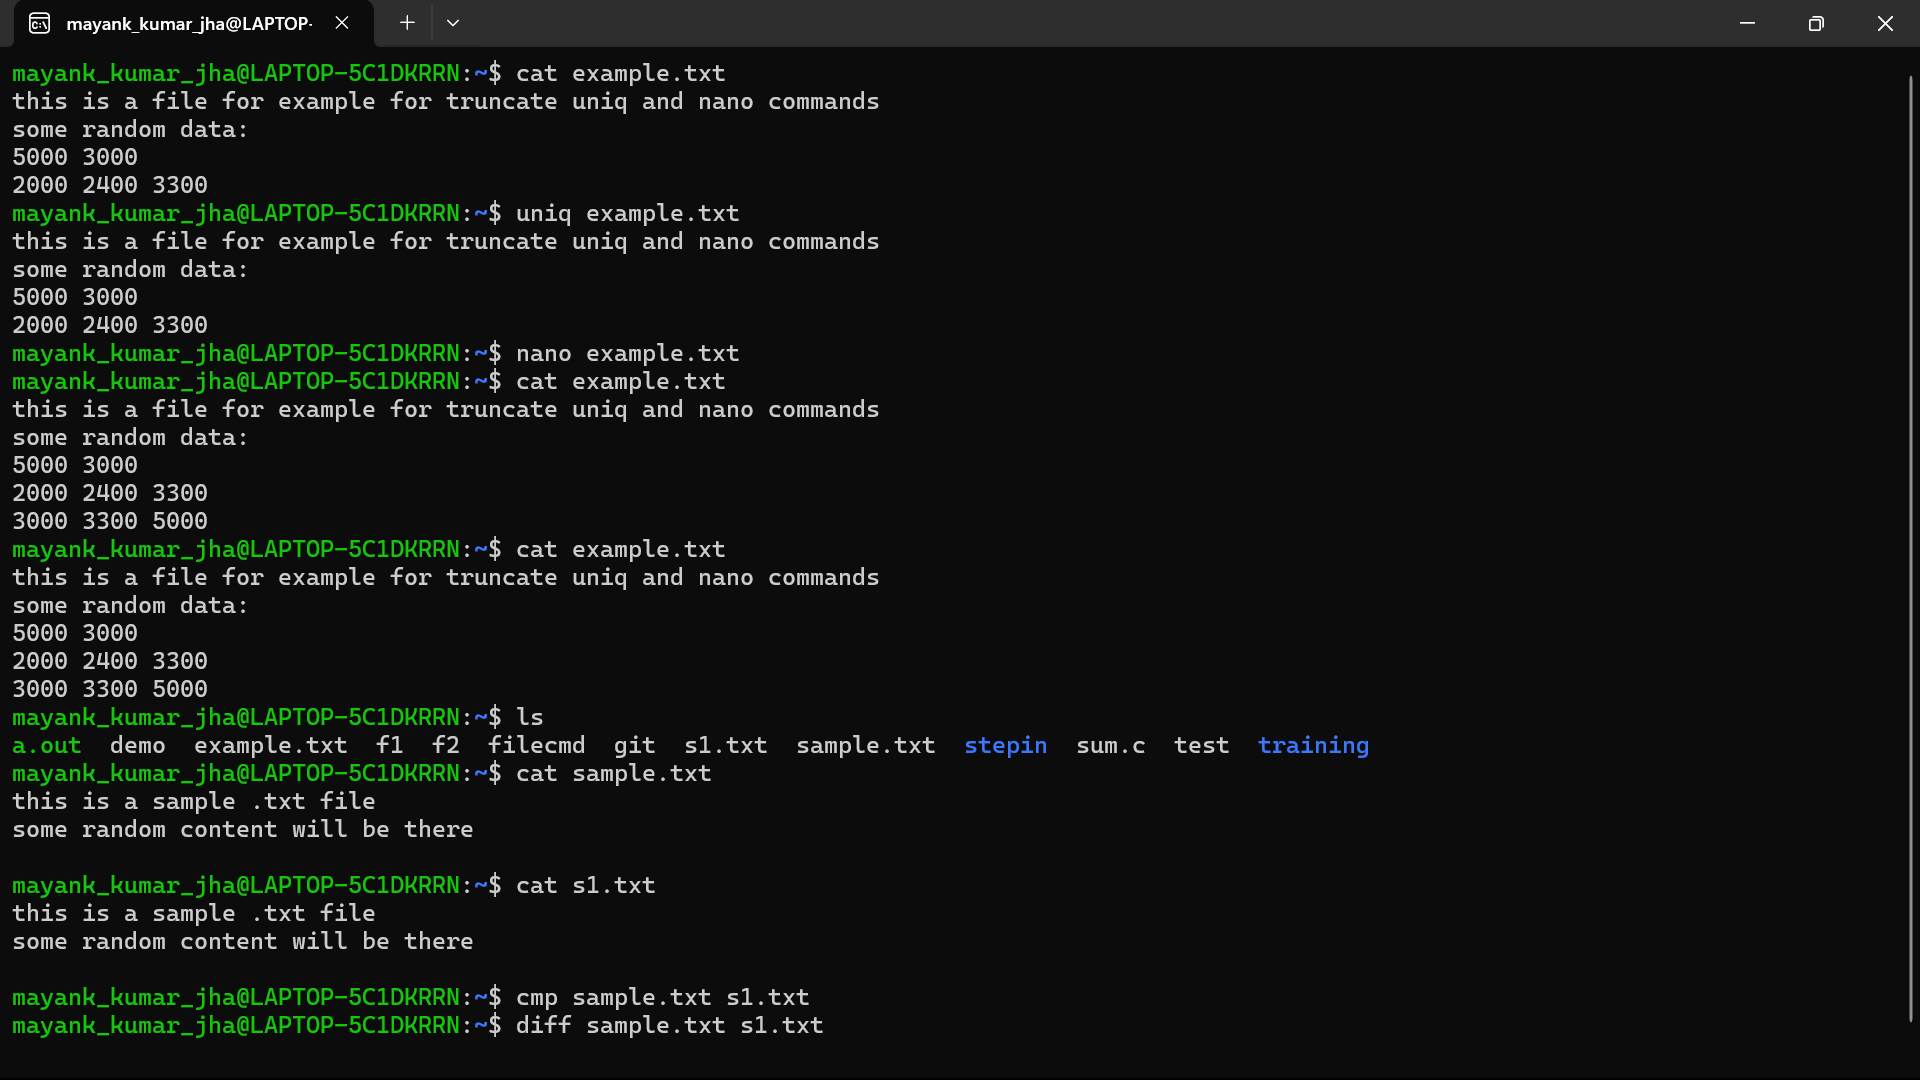 mayank_kumar_jha@LAPTOP-
mayank_kumar_jha@LAPTOP-5C1DKRRN:~$ cat example.txt
this is a file for example for truncate uniq and nano commands
some random data:
5000 3000
2000 2400 3300
mayank_kumar_jha@LAPTOP-5C1DKRRN:~$ uniq example.txt
this is a file for example for truncate uniq and nano commands
some random data:
5000 3000
2000 2400 3300
mayank_kumar_jha@LAPTOP-5C1DKRRN:~$ nano example.txt
mayank_kumar_jha@LAPTOP-5C1DKRRN:~$ cat example.txt
this is a file for example for truncate uniq and nano commands
some random data:
5000 3000
2000 2400 3300
3000 3300 5000
mayank_kumar_jha@LAPTOP-5C1DKRRN:~$ cat example.txt
this is a file for example for truncate uniq and nano commands
some random data:
5000 3000
2000 2400 3300
3000 3300 5000
mayank_kumar_jha@LAPTOP-5C1DKRRN:~$ ls
a.out  demo  example.txt  f1  f2  filecmd  git  s1.txt  sample.txt  stepin  sum.c  test  training
mayank_kumar_jha@LAPTOP-5C1DKRRN:~$ cat sample.txt
this is a sample .txt file
some random content will be there
mayank_kumar_jha@LAPTOP-5C1DKRRN:~$ cat s1.txt
this is a sample .txt file
some random content will be there
mayank_kumar_jha@LAPTOP-5C1DKRRN:~$ cmp sample.txt s1.txt
mayank_kumar_jha@LAPTOP-5C1DKRRN:~$ diff sample.txt s1.txt